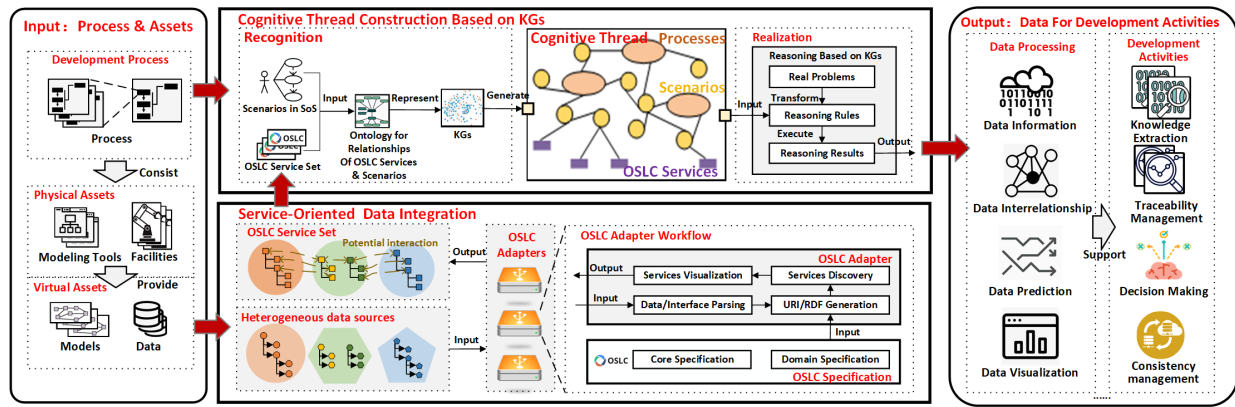 Input：Process & Assets
Development Process
Process
Consist
Physical Assets
Modeling Tools
Facilities
Provide
Virtual Assets
Models
Data
Cognitive Thread Construction Based on KGs
Recognition
Scenarios in SoS
OSLC
OSLC Service Set
Input
Ontology for
Relationships
Of OSLC Services
& Scenarios
Represent
KGs
Generate
Cognitive Thread
Processes
Scenarios
OSLC Services
Input
Realization
Reasoning Based on KGs
Real Problems
Transform
Reasoning Rules
Execute
Reasoning Results
Output
Service-Oriented Data Integration
OSLC Service Set
Potential interaction
Heterogeneous data sources
Output
Input
OSLC
Adapters
OSLC Adapter Workflow
OSLC Adapter
Output
Services Visualization
Services Discovery
Input
Data/Interface Parsing
URI/RDF Generation
Input
OSLC
Core Specification
Domain Specification
OSLC Specification
Output：Data For Development Activities
Data Processing
Data Information
Data Interrelationship
Data Prediction
Data Visualization
Support
Development
Activities
Knowledge
Extraction
Traceability
Management
Decision Making
Consistency
management
......